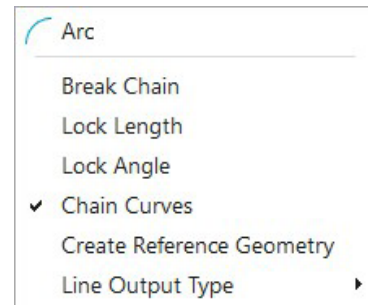 Arc
Break Chain
Lock Length
Lock Angle
Chain Curves
Create Reference Geometry
Line Output Type